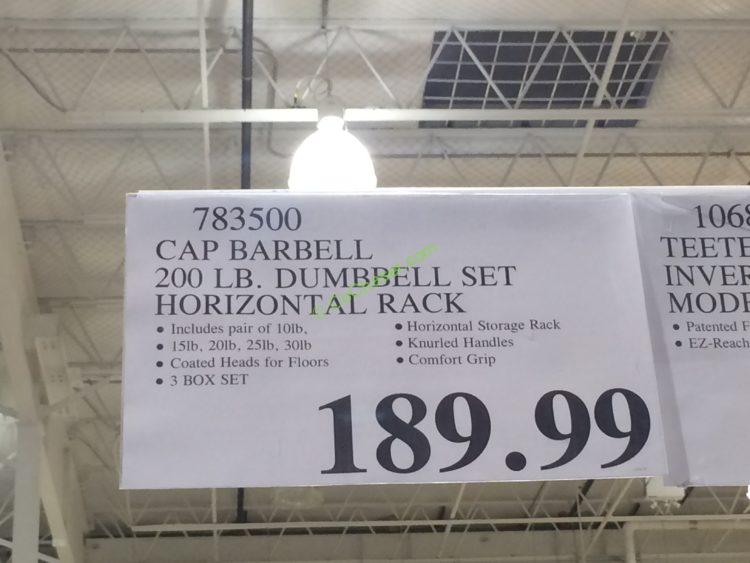 783500
CAP BARBELL
200 LB. DUMBBELL SET
HORIZONTAL RACK
• Includes pair of 10lb,
• 15lb, 20lb, 25lb, 30lb
• Coated Heads for Floors
• 3 BOX SET
• Horizontal Storage Rack
• Knurled Handles
• Comfort Grip
189.99
1068
TEETE
INVER
MODE
• Patented F
• EZ-Reach